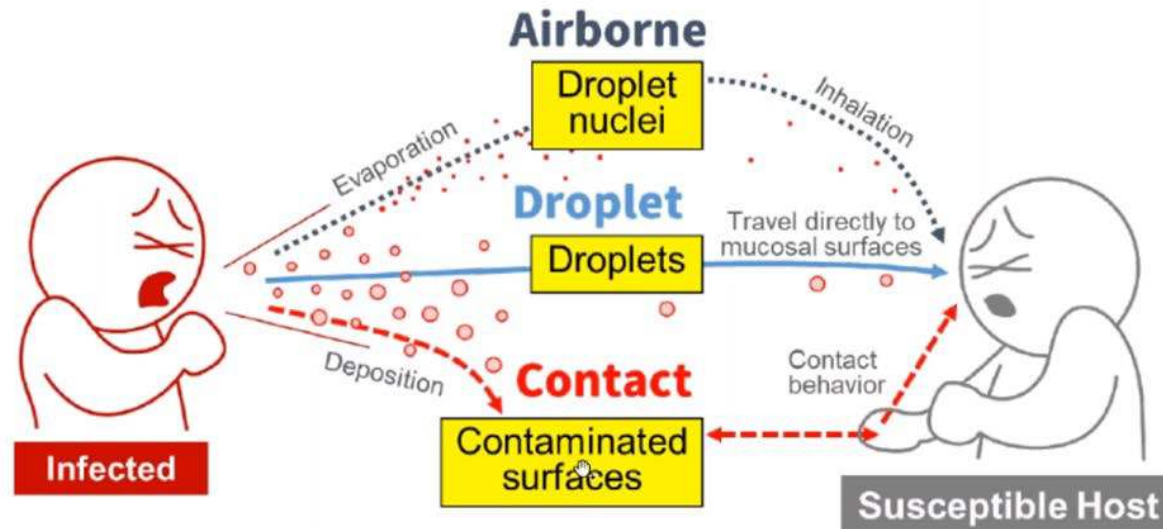 Airborne
Droplet
nuclei
Evaporation
Inhalation
Droplet
Droplets
Travel directly to
mucosal surfaces
Deposition
Contact
Contact
behavior
Contaminated
surfaces
Infected
Susceptible Host